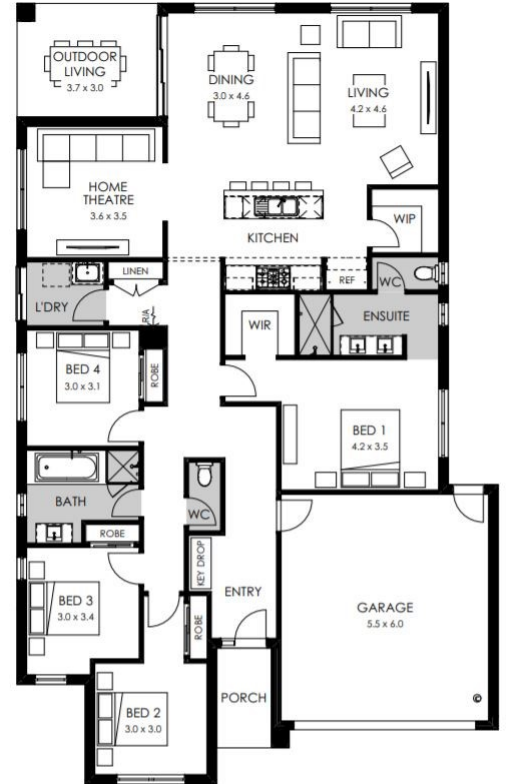 OUTDOOR
LIVING
3.7 x 3.0
DINING
3.0 x 4.6
LIVING
4.2 x 4.6
HOME
THEATRE
3.6 x 3.5
KITCHEN
WIP
L'DRY
LINEN
R/A
REF
WC
WIR
ENSUITE
BED 4
3.0 x 3.1
ROBE
BED 1
4.2 x 3.5
BATH
ROBE
WC
KEY DROP
BED 3
3.0 x 3.4
ENTRY
ROBE
GARAGE
5.5 x 6.0
PORCH
BED 2
3.0 x 3.0
©